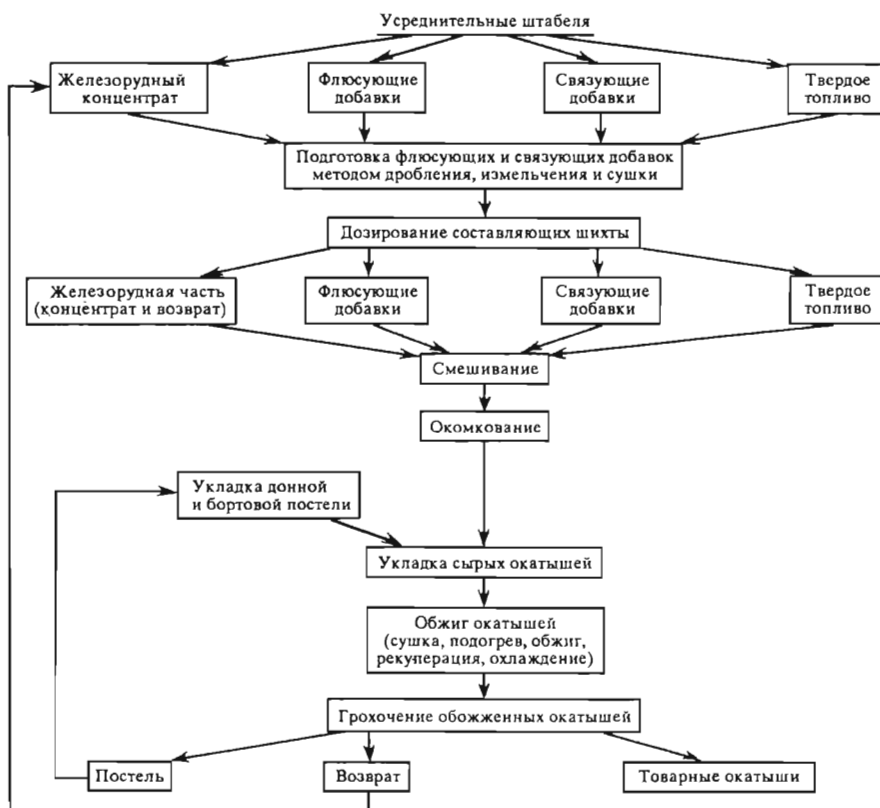 Усреднительные штабеля
Железорудный
концентрат
Флюсующие
добавки
Связующие
добавки
Твердое
топливо
Подготовка флюсующих и связующих добавок
методом дробления, измельчения и сушки
Дозирование составляющих шихты
Железорудная часть
(концентрат и возврат)
Флюсующие
добавки
Связующие
добавки
Твердое
топливо
Смешивание
Окомкование
Укладка донной
и бортовой постели
Укладка сырых окатышей
Обжиг окатышей
(сушка, подогрев, обжиг,
рекуперация, охлаждение)
Грохочение обожженных окатышей
Постель
Возврат
Товарные окатыши